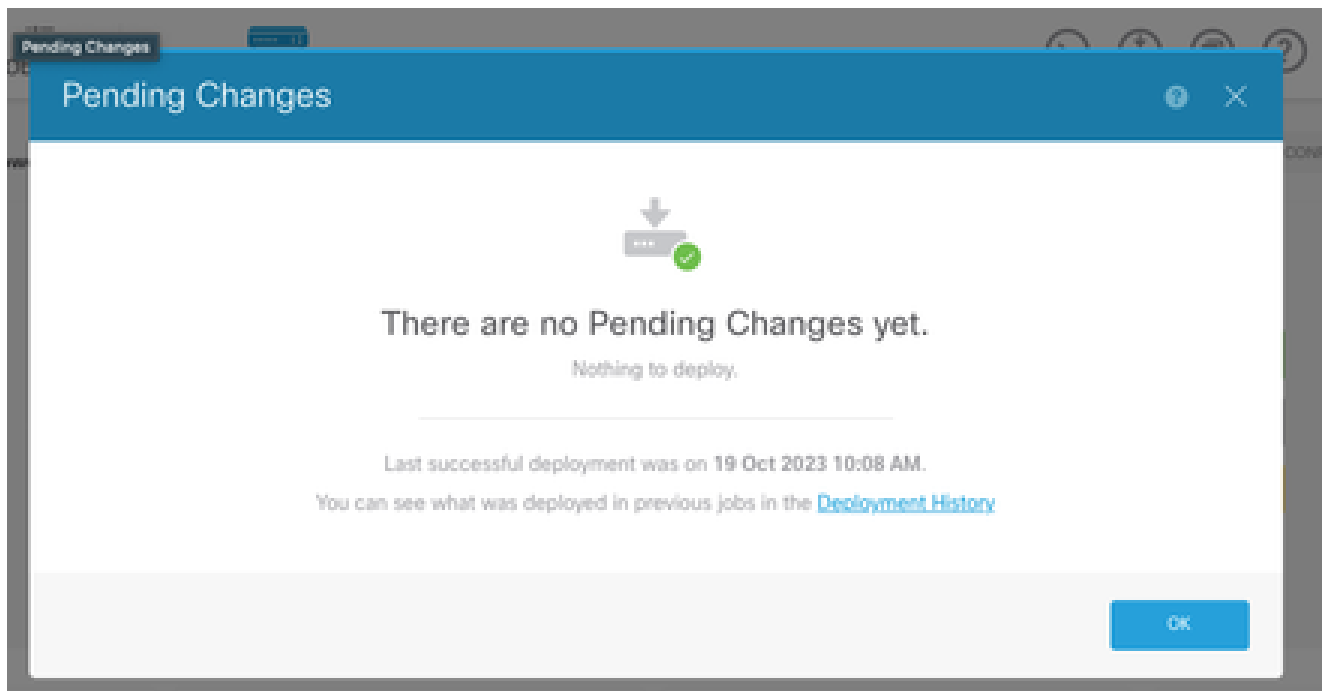 Pending Changes
Pending Changes
There are no Pending Changes yet.
Nothing to deploy.
Last successful deployment was on 19 Oct 2023 10:08 AM.
You can see what was deployed in previous jobs in the Deployment History
OK